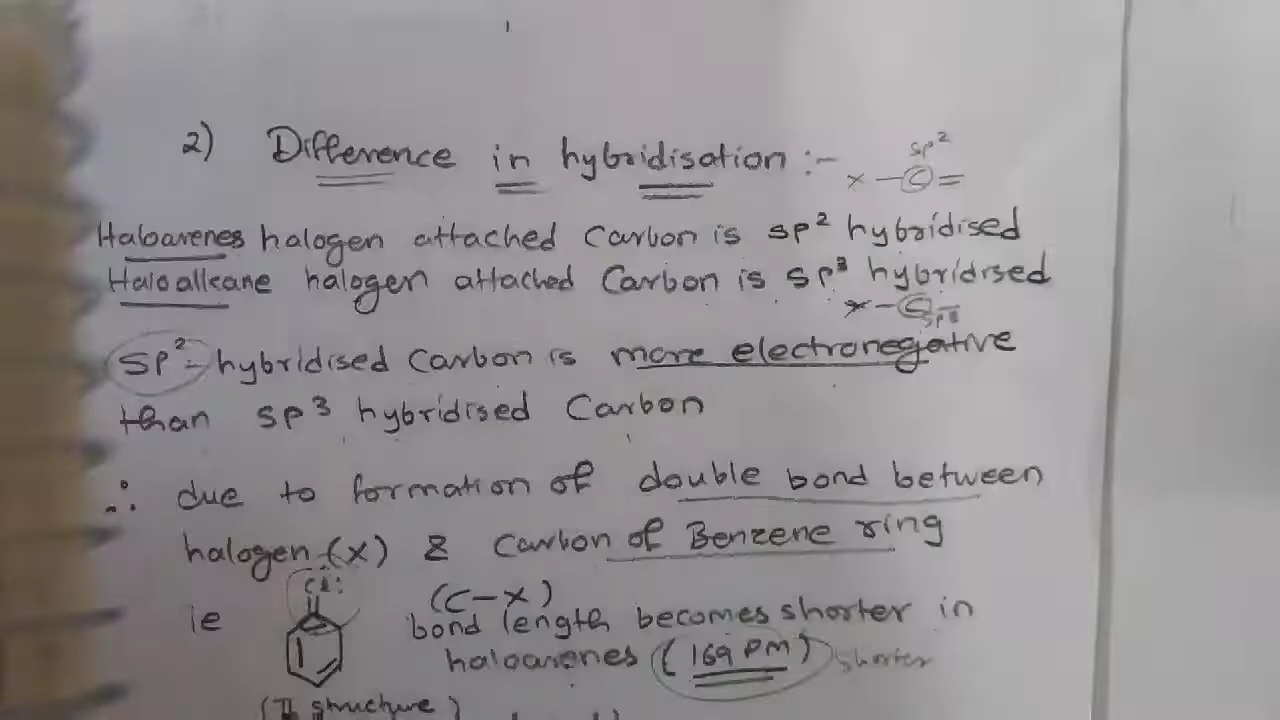 2) Difference in hybridisation :-
sp²
x - C =
Haloarenes halogen attached Carbon is sp² hybridised
Haloalkane halogen attached Carbon is sp³ hybridised
x - C
sp³
sp² - hybridised Carbon is more electronegative
than sp³ hybridised Carbon
∴ due to formation of double bond between
halogen (x) & Carbon of Benzene ring
Cl:
ie (C-x)
bond length becomes shorter in
haloarenes (169 PM) shorter
(II structure)